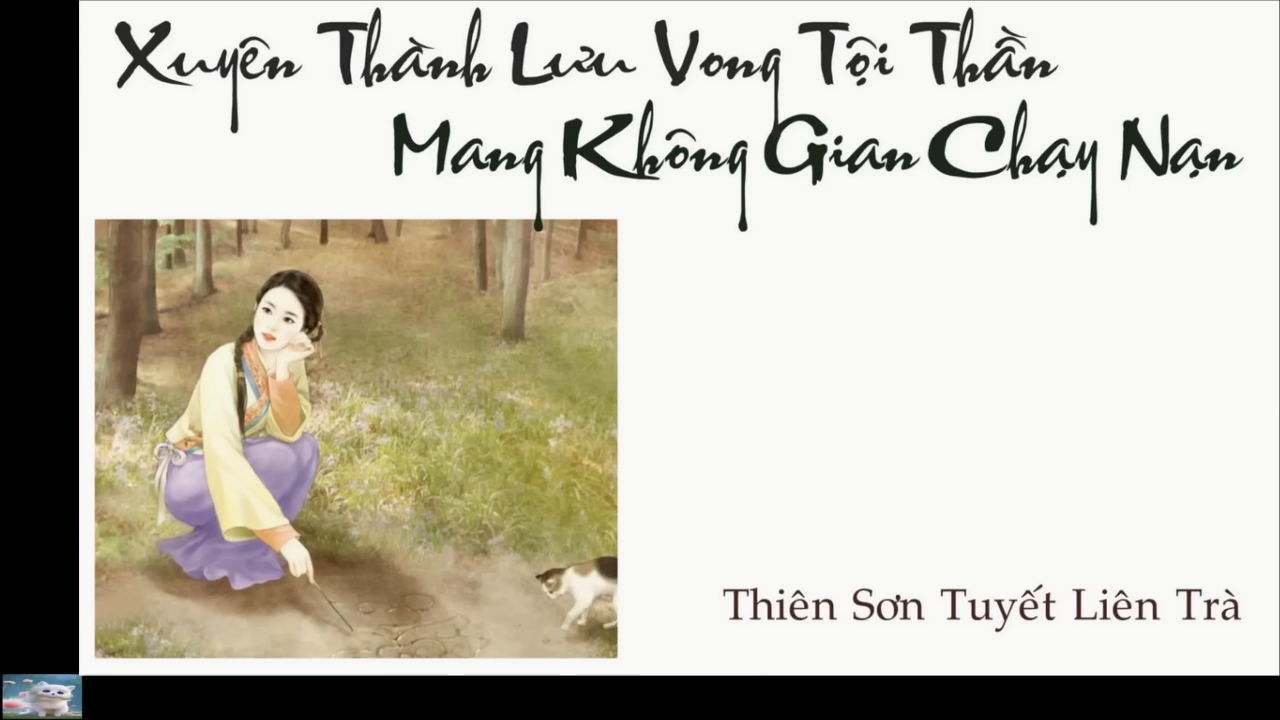 Xuyên Thành Lưu Vong Tội Thần
Mang Không Gian Chạy Nạn
Thiên Sơn Tuyết Liên Trà